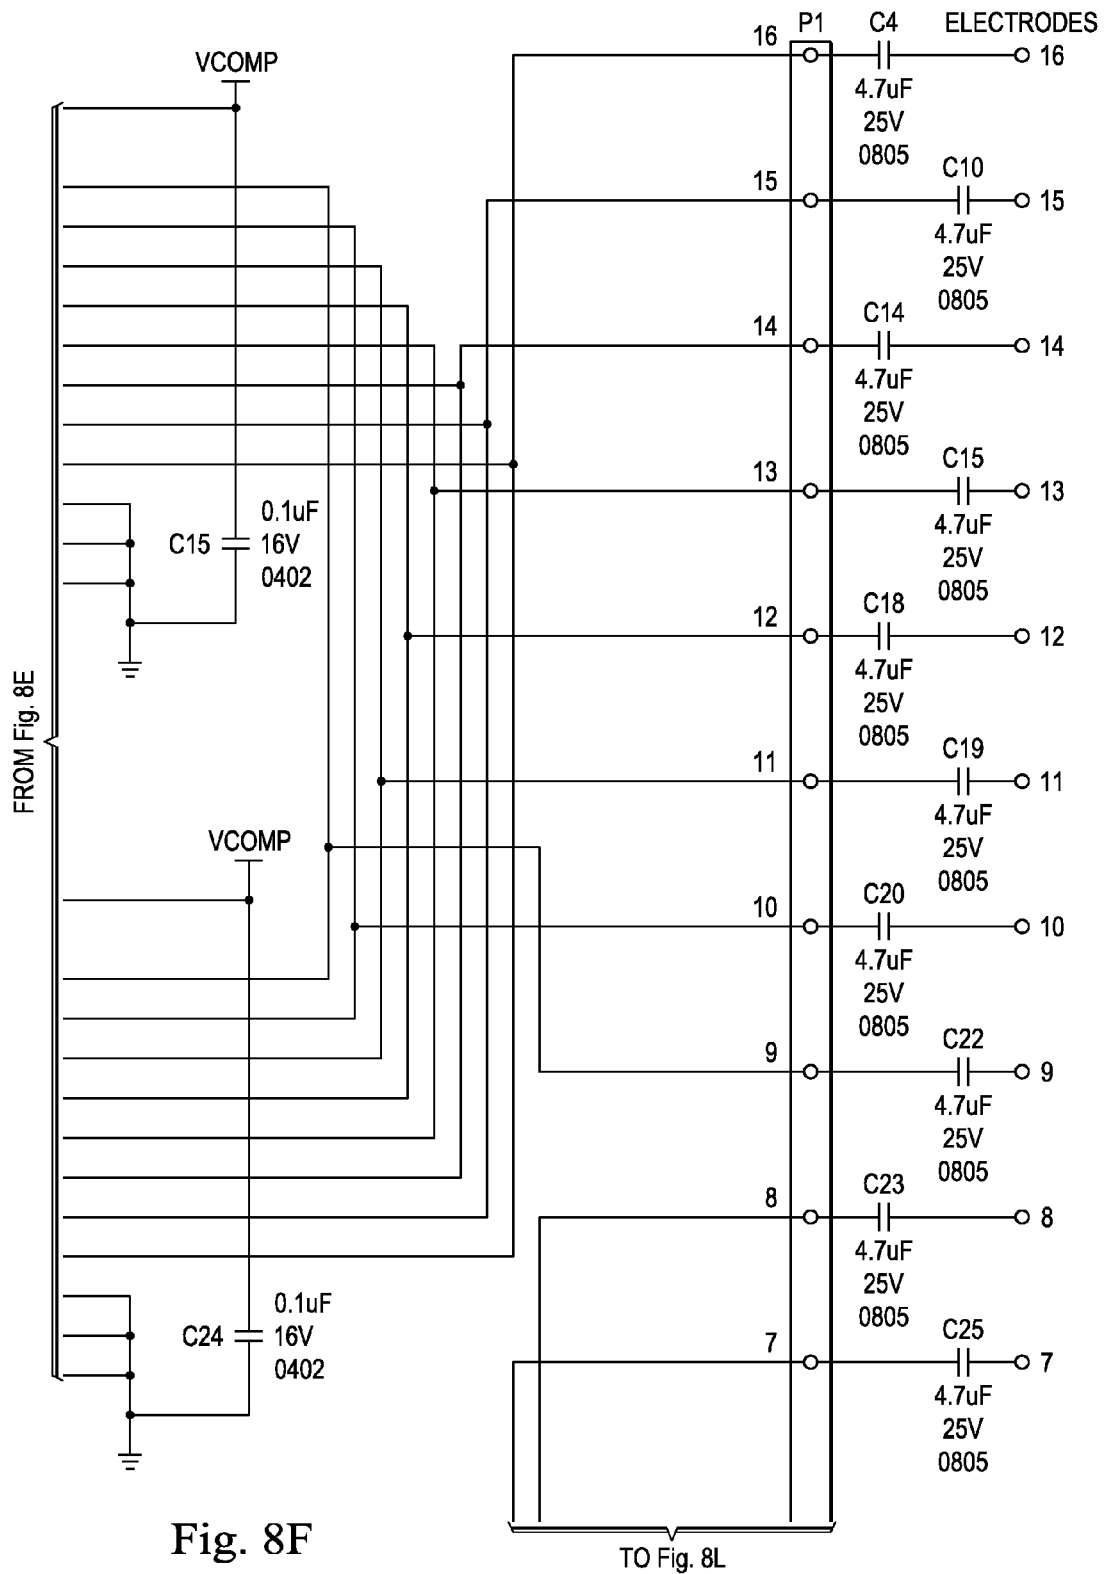 P1
C4
ELECTRODES
16
16
4.7uF
25V
0805
VCOMP
C10
15
15
4.7uF
25V
0805
C14
14
14
4.7uF
25V
0805
C15
13
13
4.7uF
25V
0805
0.1uF
C15
16V
0402
C18
12
12
4.7uF
25V
0805
FROM Fig. 8E
C19
11
11
4.7uF
25V
0805
VCOMP
C20
10
10
4.7uF
25V
0805
C22
9
9
4.7uF
25V
0805
C23
8
8
4.7uF
25V
0805
0.1uF
C24
16V
0402
C25
7
7
4.7uF
25V
0805
Fig. 8F
TO Fig. 8L